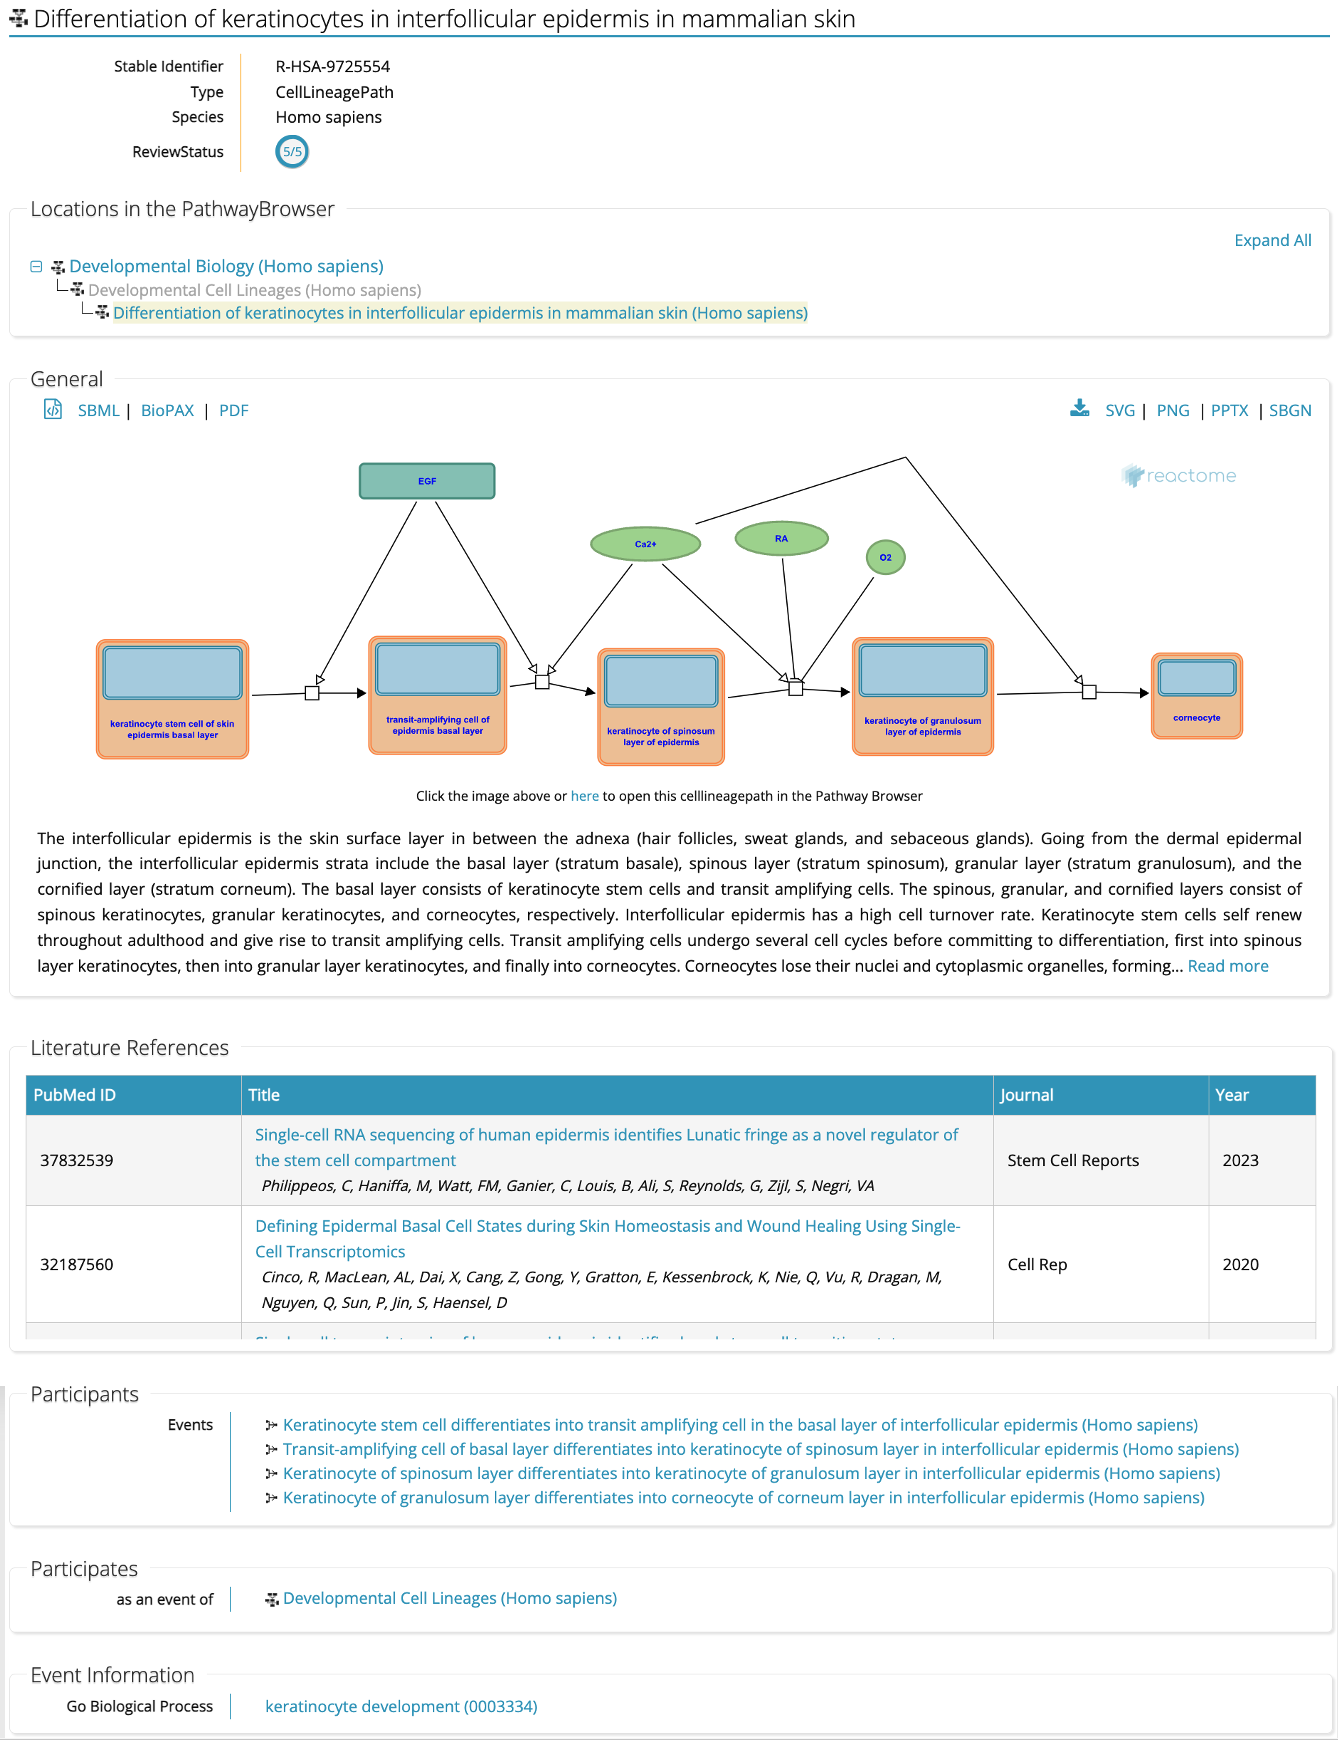 Differentiation of keratinocytes in interfollicular epidermis in mammalian skin
Stable Identifier R-HSA-9725554
Type CellLineagePath
Species Homo sapiens
ReviewStatus 5/5
Locations in the PathwayBrowser
Expand All
Developmental Biology (Homo sapiens)
Developmental Cell Lineages (Homo sapiens)
Differentiation of keratinocytes in interfollicular epidermis in mammalian skin (Homo sapiens)
General
SBML | BioPAX | PDF SVG | PNG | PPTX | SBGN
reactome
EGF
Ca2+
RA
O2
keratinocyte stem cell of skin
epidermis basal layer
transit-amplifying cell of
epidermis basal layer
keratinocyte of spinosum
layer of epidermis
keratinocyte of granulosum
layer of epidermis
corneocyte
Click the image above or here to open this celllineagepath in the Pathway Browser
The interfollicular epidermis is the skin surface layer in between the adnexa (hair follicles, sweat glands, and sebaceous glands). Going from the dermal epidermal
junction, the interfollicular epidermis strata include the basal layer (stratum basale), spinous layer (stratum spinosum), granular layer (stratum granulosum), and the
cornified layer (stratum corneum). The basal layer consists of keratinocyte stem cells and transit amplifying cells. The spinous, granular, and cornified layers consist of
spinous keratinocytes, granular keratinocytes, and corneocytes, respectively. Interfollicular epidermis has a high cell turnover rate. Keratinocyte stem cells self renew
throughout adulthood and give rise to transit amplifying cells. Transit amplifying cells undergo several cell cycles before committing to differentiation, first into spinous
layer keratinocytes, then into granular layer keratinocytes, and finally into corneocytes. Corneocytes lose their nuclei and cytoplasmic organelles, forming... Read more
Literature References
PubMed ID Title Journal Year
Single-cell RNA sequencing of human epidermis identifies Lunatic fringe as a novel regulator of
37832539 the stem cell compartment Stem Cell Reports 2023
Philippeos, C, Haniffa, M, Watt, FM, Ganier, C, Louis, B, Ali, S, Reynolds, G, Zijl, S, Negri, VA
Defining Epidermal Basal Cell States during Skin Homeostasis and Wound Healing Using Single-
Cell Transcriptomics
32187560 Cell Rep 2020
Cinco, R, MacLean, AL, Dai, X, Cang, Z, Gong, Y, Gratton, E, Kessenbrock, K, Nie, Q, Vu, R, Dragan, M,
Nguyen, Q, Sun, P, Jin, S, Haensel, D
Participants
Events
Keratinocyte stem cell differentiates into transit amplifying cell in the basal layer of interfollicular epidermis (Homo sapiens)
Transit-amplifying cell of basal layer differentiates into keratinocyte of spinosum layer in interfollicular epidermis (Homo sapiens)
Keratinocyte of spinosum layer differentiates into keratinocyte of granulosum layer in interfollicular epidermis (Homo sapiens)
Keratinocyte of granulosum layer differentiates into corneocyte of corneum layer in interfollicular epidermis (Homo sapiens)
Participates
as an event of Developmental Cell Lineages (Homo sapiens)
Event Information
Go Biological Process keratinocyte development (0003334)